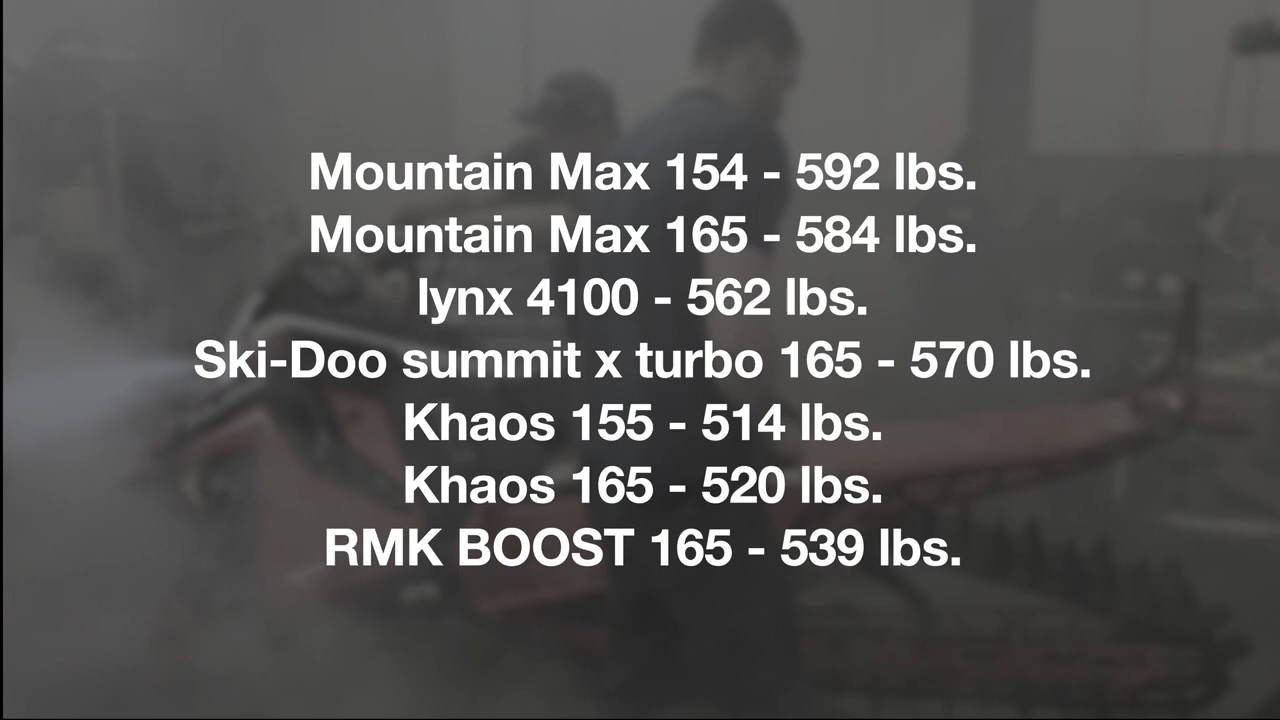 Mountain Max 154 - 592 lbs.
Mountain Max 165 - 584 lbs.
lynx 4100 - 562 lbs.
Ski-Doo summit x turbo 165 - 570 lbs.
Khaos 155 - 514 lbs.
Khaos 165 - 520 lbs.
RMK BOOST 165 - 539 lbs.